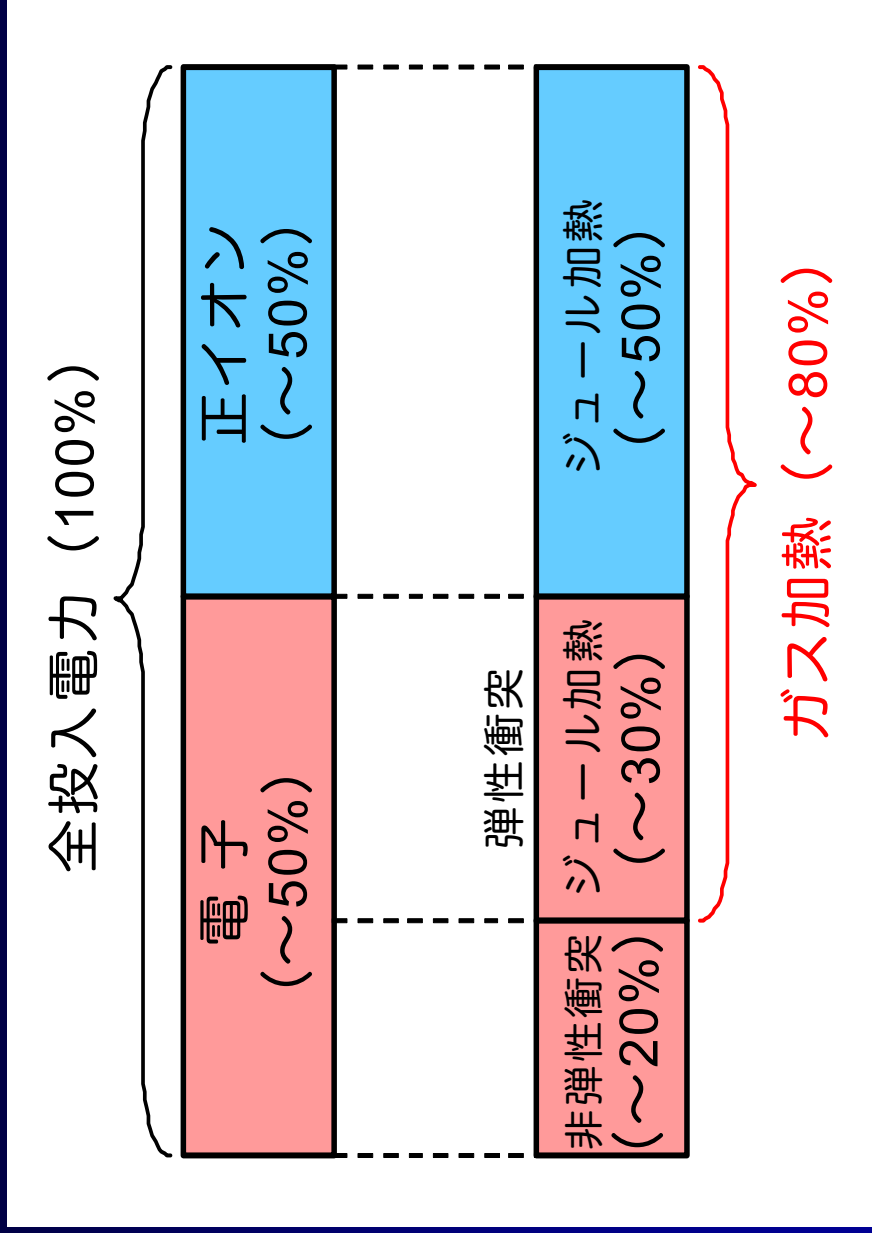 全投入電力 (100%)
電 子
(～50%)
正イオン
(～50%)
弾性衝突
非弾性衝突
(～20%)
ジュール加熱
(～30%)
ジュール加熱
(～50%)
ガス加熱 (～80%)